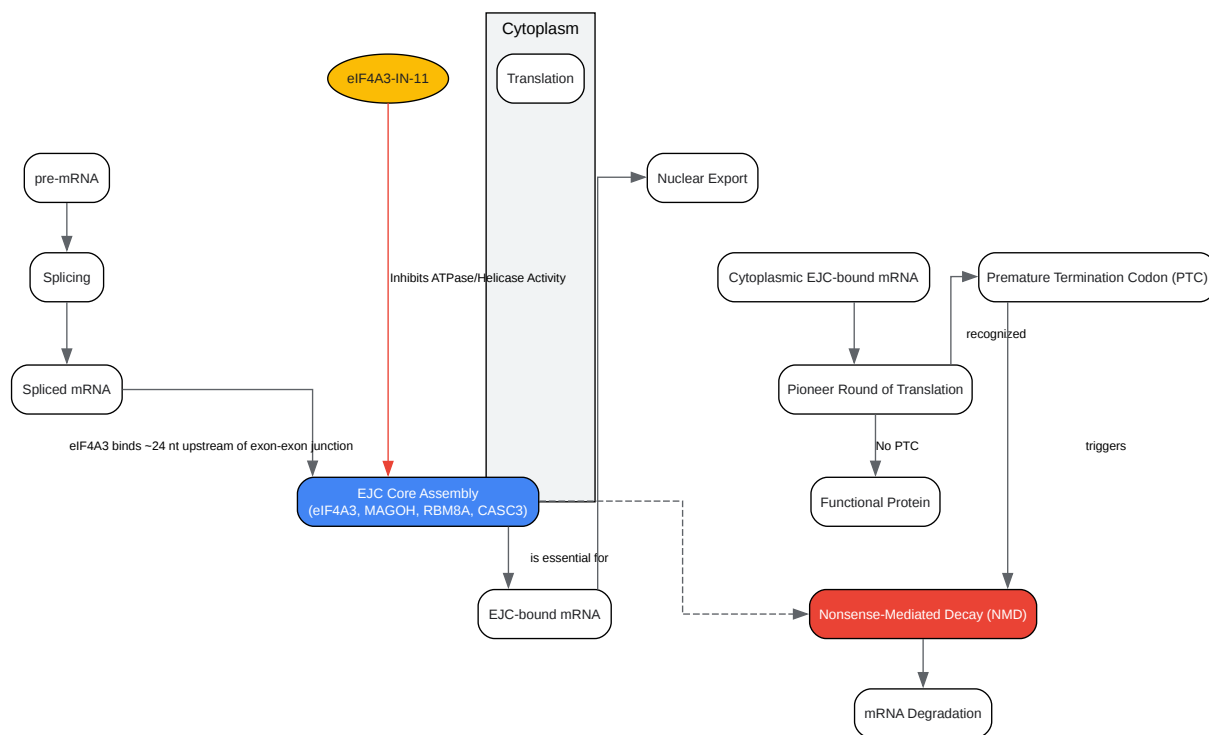 Cytoplasm
eIF4A3-IN-11
Translation
pre-mRNA
Nuclear Export
Splicing
Inhibits ATPase/Helicase Activity
Cytoplasmic EJC-bound mRNA
Premature Termination Codon (PTC)
recognized
Spliced mRNA
Pioneer Round of Translation
eIF4A3 binds ~24 nt upstream of exon-exon junction
No PTC
triggers
EJC Core Assembly
(eIF4A3, MAGOH, RBM8A, CASC3)
Functional Protein
is essential for
EJC-bound mRNA
Nonsense-Mediated Decay (NMD)
mRNA Degradation